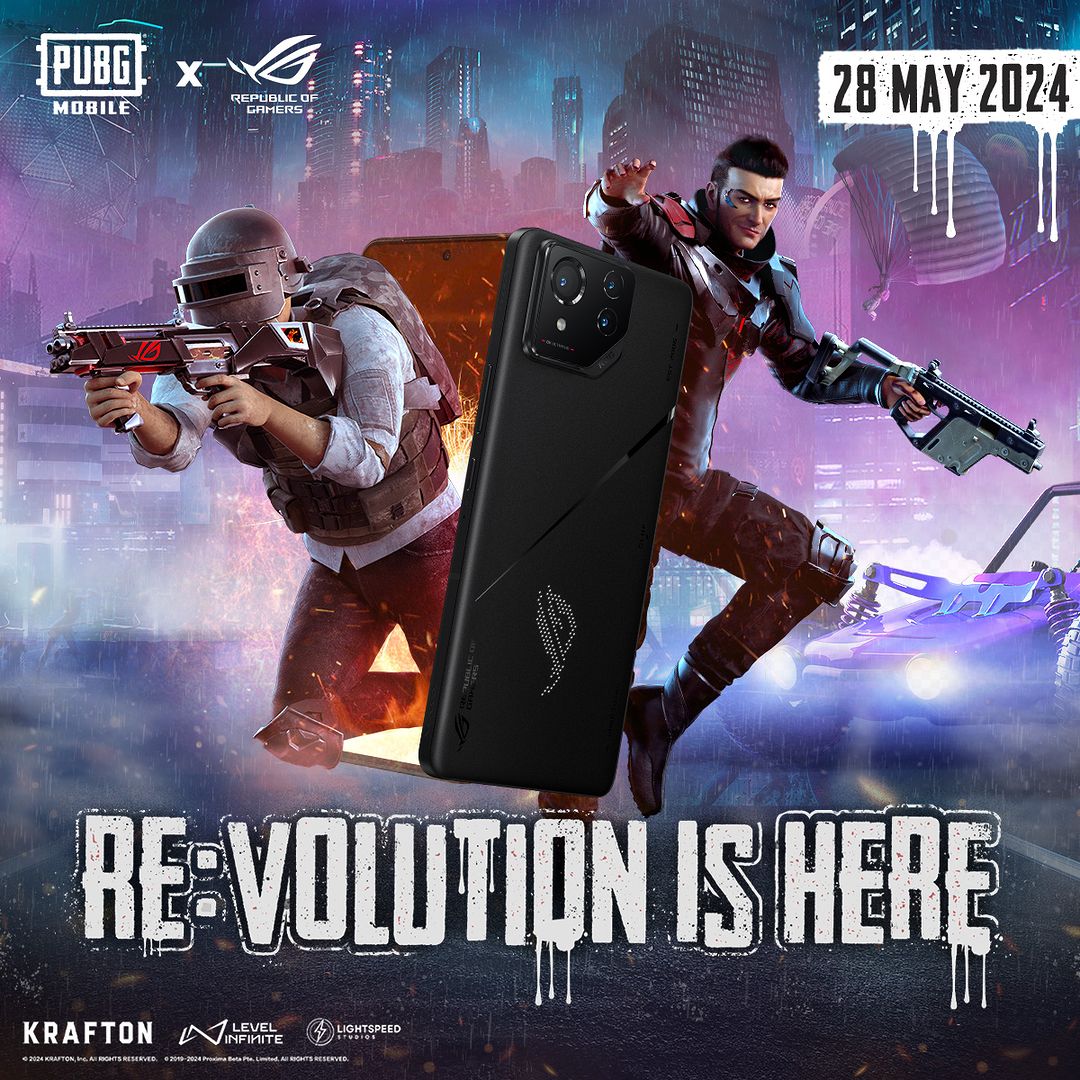 PUBG
MOBILE
X
REPUBLIC OF
GAMERS
28 MAY 2024
REPUBLIC OF
GAMERS
RE:VOLUTION IS HERE
KRAFTON
LEVEL
INFINITE
LIGHTSPEED
STUDIOS
© 2024 KRAFTON, Inc. All RIGHTS RESERVED. © 2019-2024 Proxima Beta Pte. Limited. All RIGHTS RESERVED.